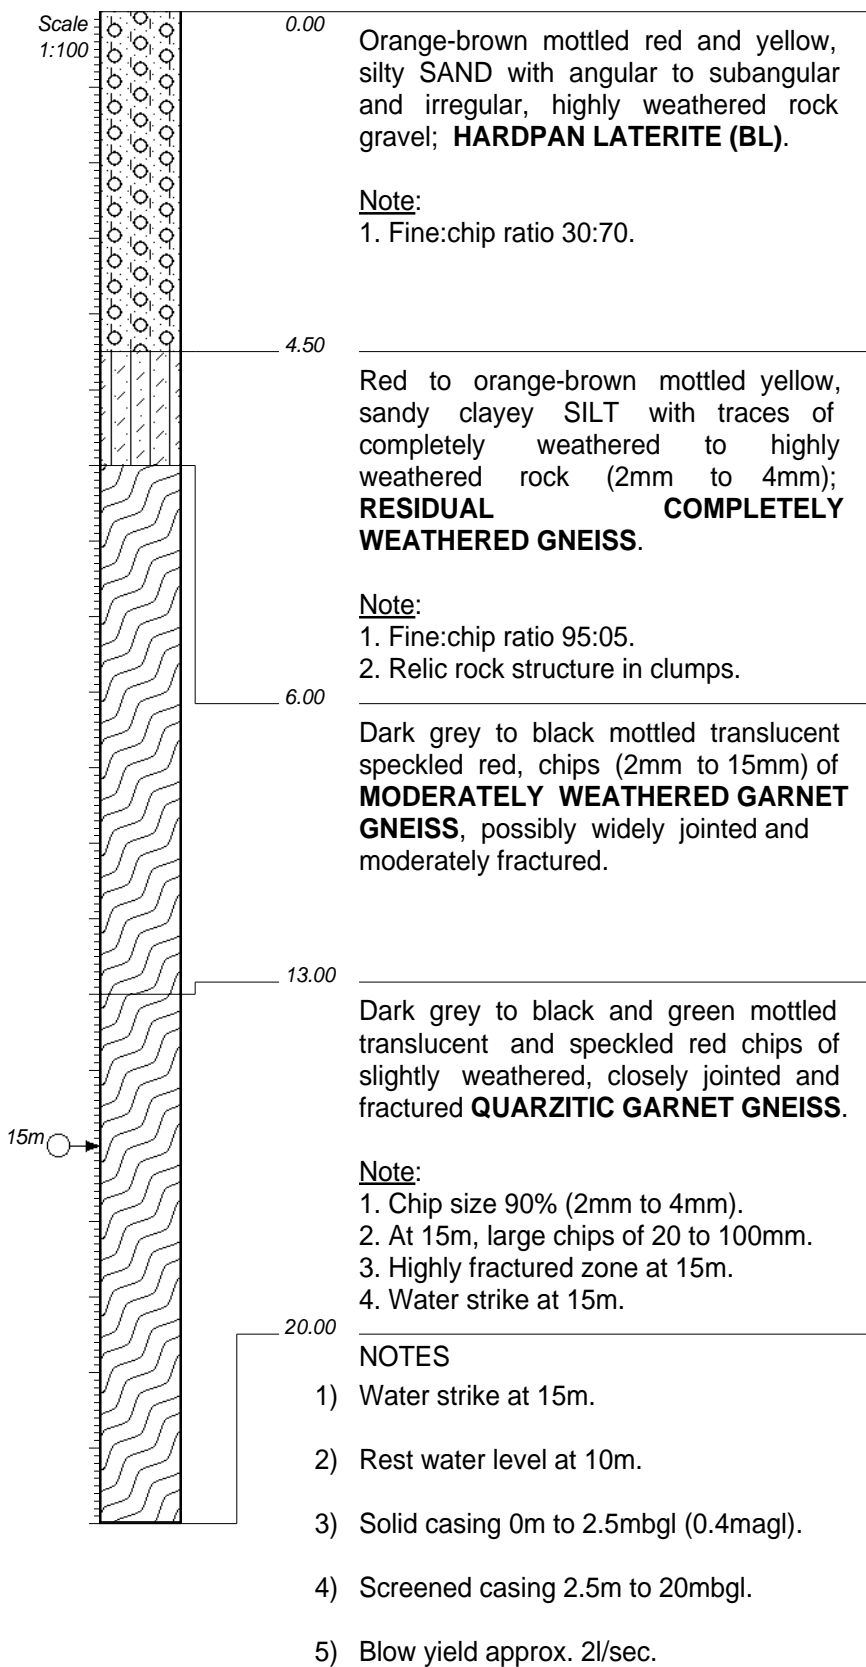 Scale
1:100
0.00
Orange-brown mottled red and yellow,
silty SAND with angular to subangular
and irregular, highly weathered rock
gravel; HARDPAN LATERITE (BL).
Note:
1. Fine:chip ratio 30:70.
4.50
Red to orange-brown mottled yellow,
sandy clayey SILT with traces of
completely weathered to highly
weathered rock (2mm to 4mm);
RESIDUAL COMPLETELY
WEATHERED GNEISS.
Note:
1. Fine:chip ratio 95:05.
2. Relic rock structure in clumps.
6.00
Dark grey to black mottled translucent
speckled red, chips (2mm to 15mm) of
MODERATELY WEATHERED GARNET
GNEISS, possibly widely jointed and
moderately fractured.
13.00
Dark grey to black and green mottled
translucent and speckled red chips of
slightly weathered, closely jointed and
fractured QUARZITIC GARNET GNEISS.
15m
Note:
1. Chip size 90% (2mm to 4mm).
2. At 15m, large chips of 20 to 100mm.
3. Highly fractured zone at 15m.
4. Water strike at 15m.
20.00
NOTES
1) Water strike at 15m.
2) Rest water level at 10m.
3) Solid casing 0m to 2.5mbgl (0.4magl).
4) Screened casing 2.5m to 20mbgl.
5) Blow yield approx. 2l/sec.